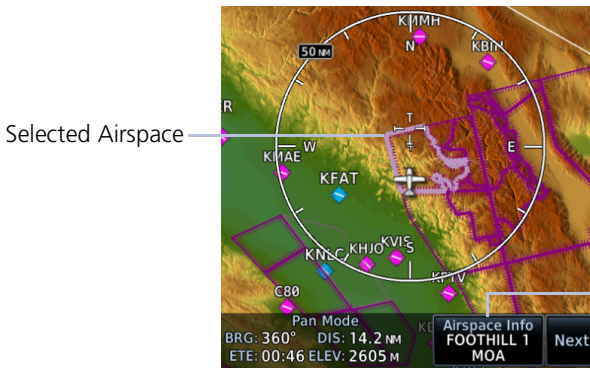 KMMH
N
KBIH
50 NM
R
T
Selected Airspace
W
E
KMAE
KFAT
KNLC
KHJO
KVIS
S
KPTV
C80
Pan Mode
BRG: 360° DIS: 14.2 NM
ETE: 00:46 ELEV: 2605 M
KD
Airspace Info
FOOTHILL 1
MOA
Next